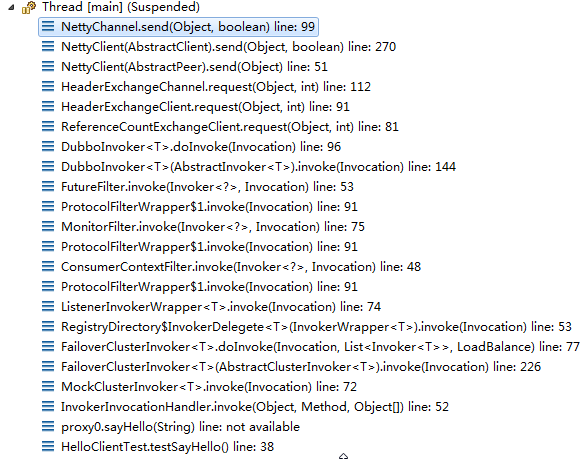 Thread [main] (Suspended)
NettyChannel.send(Object, boolean) line: 99
NettyClient(AbstractClient).send(Object, boolean) line: 270
NettyClient(AbstractPeer).send(Object) line: 51
HeaderExchangeChannel.request(Object, int) line: 112
HeaderExchangeClient.request(Object, int) line: 91
ReferenceCountExchangeClient.request(Object, int) line: 81
DubboInvoker<T>.doInvoke(Invocation) line: 96
DubboInvoker<T>(AbstractInvoker<T>).invoke(Invocation) line: 144
FutureFilter.invoke(Invoker<?>, Invocation) line: 53
ProtocolFilterWrapper$1.invoke(Invocation) line: 91
MonitorFilter.invoke(Invoker<?>, Invocation) line: 75
ProtocolFilterWrapper$1.invoke(Invocation) line: 91
ConsumerContextFilter.invoke(Invoker<?>, Invocation) line: 48
ProtocolFilterWrapper$1.invoke(Invocation) line: 91
ListenerInvokerWrapper<T>.invoke(Invocation) line: 74
RegistryDirectory$InvokerDelegete<T>(InvokerWrapper<T>).invoke(Invocation) line: 53
FailoverClusterInvoker<T>.doInvoke(Invocation, List<Invoker<T>>, LoadBalance) line: 77
FailoverClusterInvoker<T>(AbstractClusterInvoker<T>).invoke(Invocation) line: 226
MockClusterInvoker<T>.invoke(Invocation) line: 72
InvokerInvocationHandler.invoke(Object, Method, Object[]) line: 52
proxy0.sayHello(String) line: not available
HelloClientTest.testSayHello() line: 38